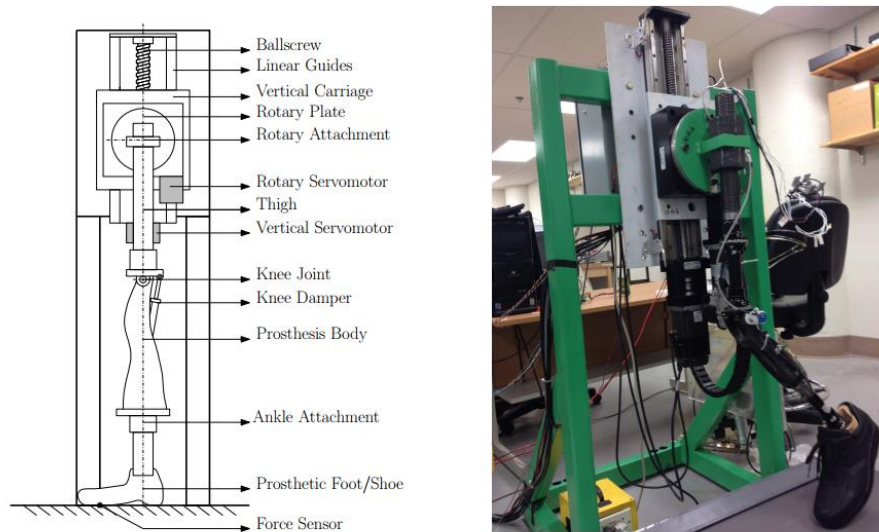 Ballscrew
Linear Guides
Vertical Carriage
Rotary Plate
Rotary Attachment
Rotary Servomotor
Thigh
Vertical Servomotor
Knee Joint
Knee Damper
Prosthesis Body
Ankle Attachment
Prosthetic Foot/Shoe
Force Sensor